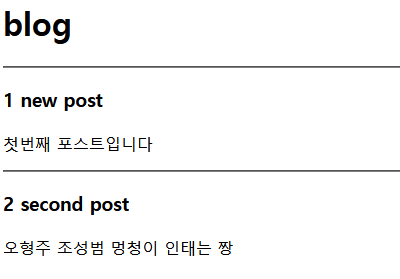 blog
1 new post
첫번째 포스트입니다
2 second post
오형주 조성범 멍청이 인태는 짱